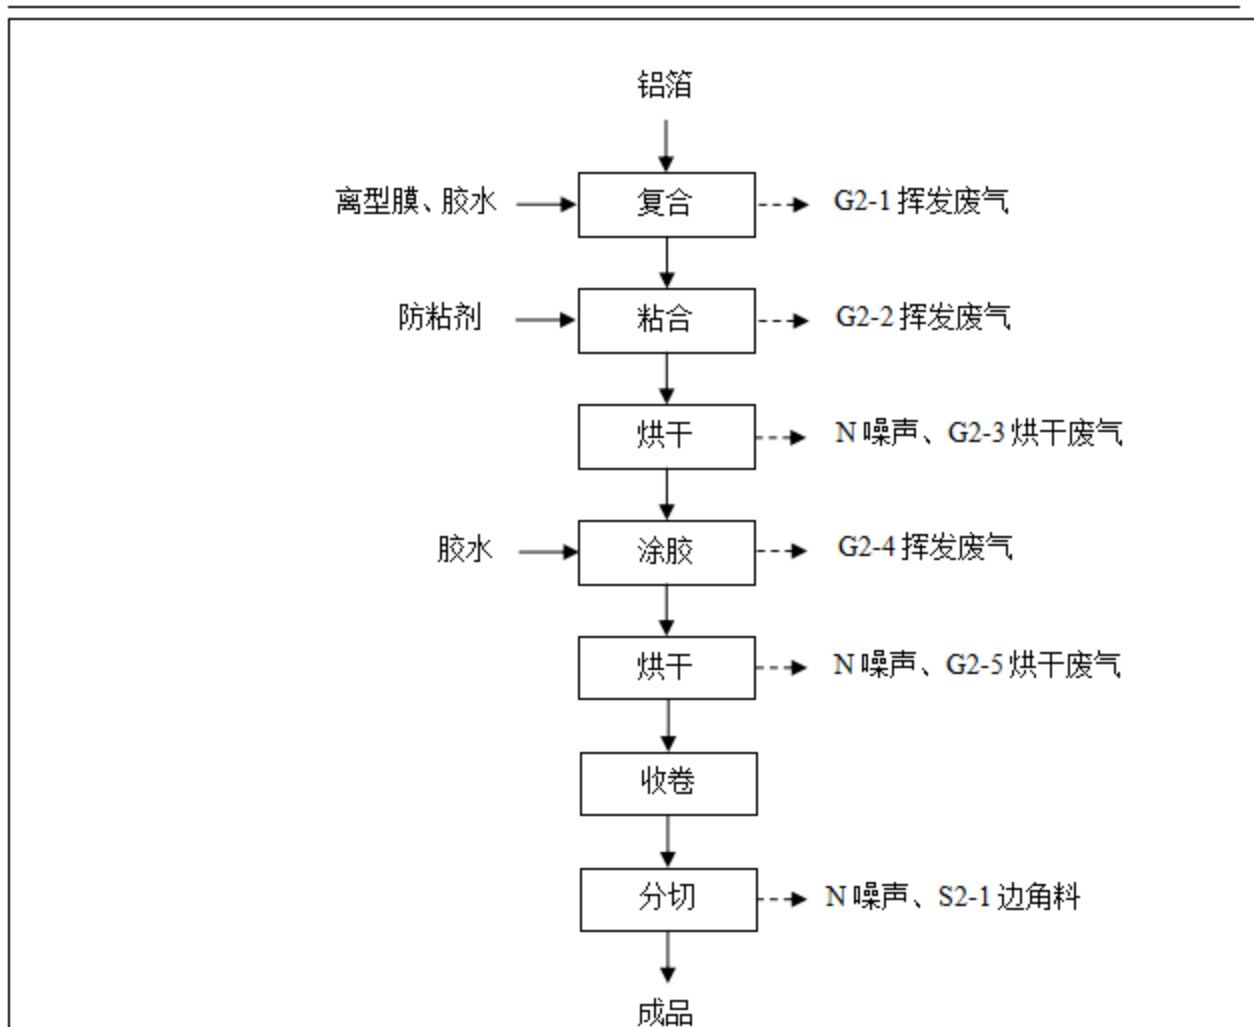 铝箔
离型膜、胶水 复合 G2-1 挥发废气
防粘剂 粘合 G2-2 挥发废气
烘干 N 噪声、G2-3 烘干废气
胶水 涂胶 G2-4 挥发废气
烘干 N 噪声、G2-5 烘干废气
收卷
分切 N 噪声、S2-1 边角料
成品